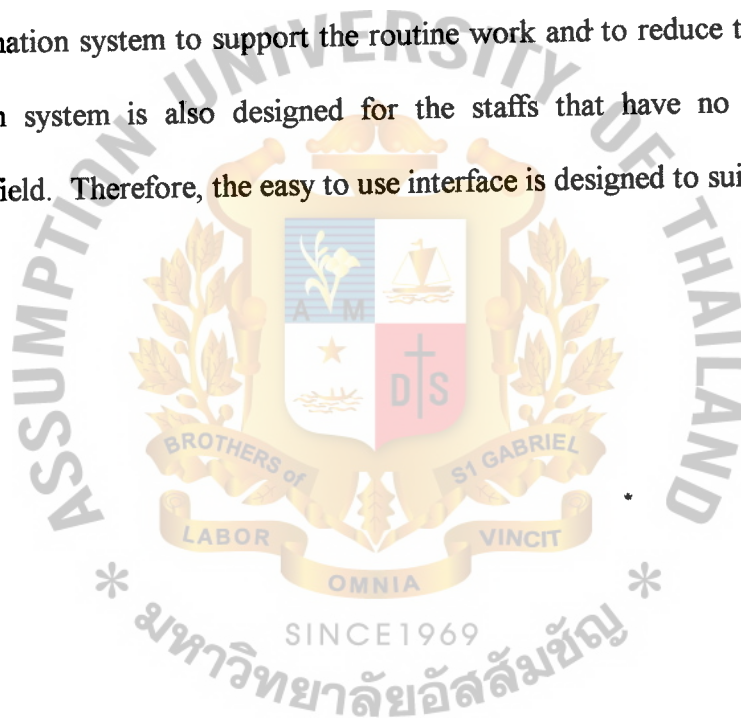 nation system to support the routine work and to reduce t
n system is also designed for the staffs that have no
ield. Therefore, the easy to use interface is designed to sui
ASSUMPTION UNIVERSITY OF THAILAND
A M
D S
BROTHERS of
S1 GABRIEL
LABOR
OMNIA
VINCIT
SINCE1969
* มหาวิทยาลัยอัสสัมชัญ *